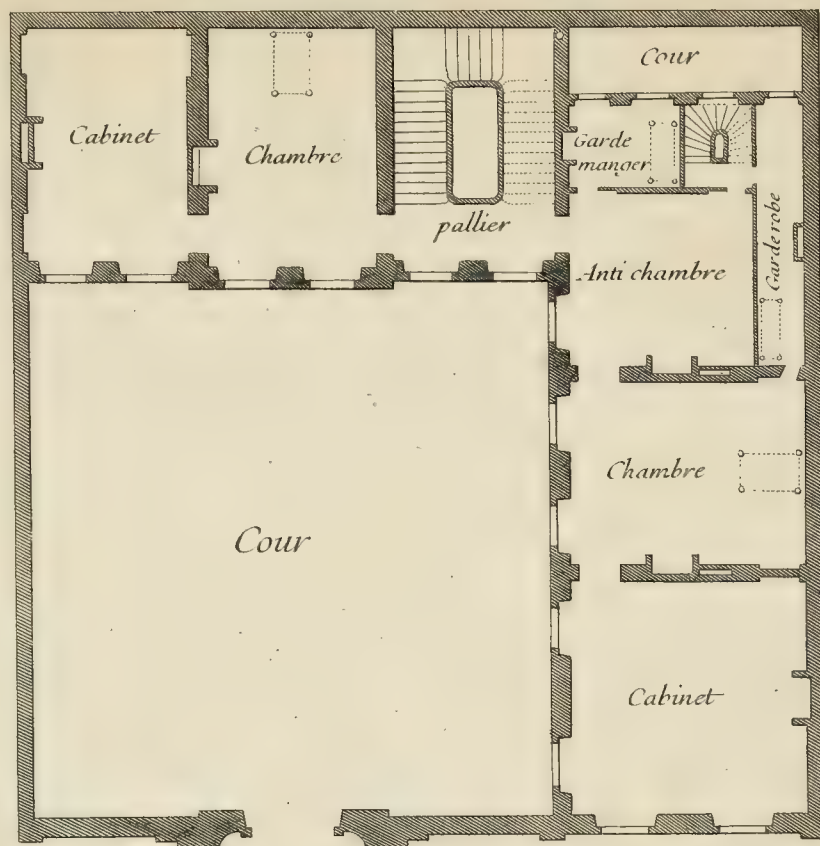 Cour
Cabinet
Chambre
Garde
manger
pallier
Garde robe
Anti chambre
Chambre
Cour
Cabinet